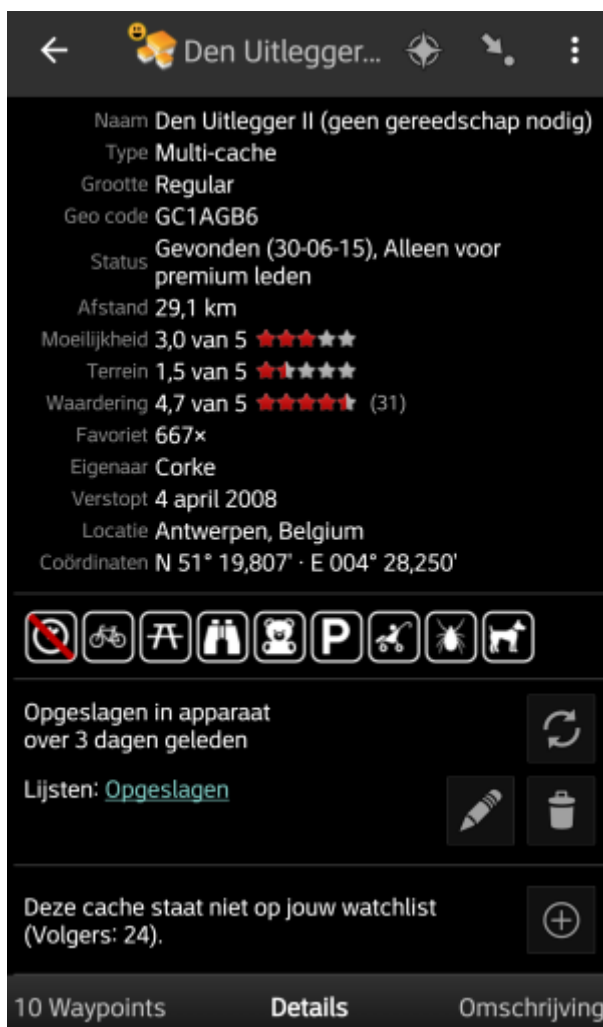 Den Uitlegger...
Naam Den Uitlegger II (geen gereedschap nodig)
Type Multi-cache
Grootte Regular
Geo code GC1AGB6
Status Gevonden (30-06-15), Alleen voor
premium leden
Afstand 29,1 km
Moeilijkheid 3,0 van 5
Terrein 1,5 van 5
Waardering 4,7 van 5 (31)
Favoriet 667×
Eigenaar Corke
Verstopt 4 april 2008
Locatie Antwerpen, Belgium
Coördinaten N 51° 19,807' · E 004° 28,250'
P
Opgeslagen in apparaat
over 3 dagen geleden
Lijsten: Opgeslagen
Deze cache staat niet op jouw watchlist
(Volgers: 24).
10 Waypoints Details Omschrijving